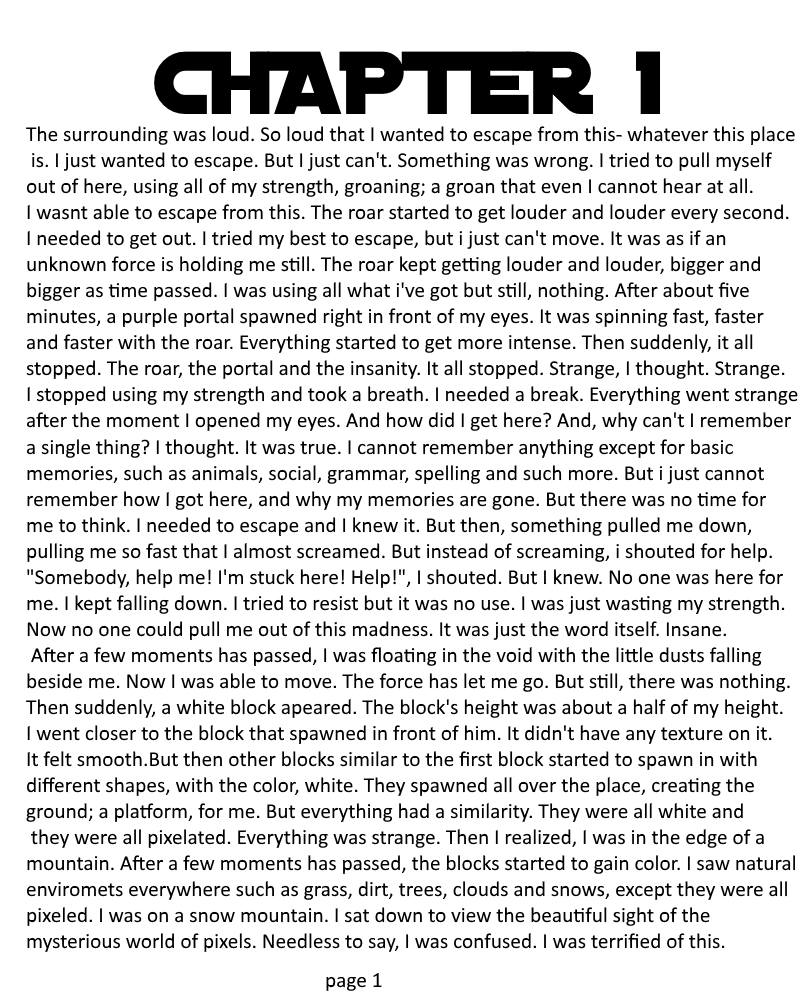 CHAPTER 1
The surrounding was loud. So loud that I wanted to escape from this- whatever this place
is. I just wanted to escape. But I just can't. Something was wrong. I tried to pull myself
out of here, using all of my strength, groaning; a groan that even I cannot hear at all.
I wasnt able to escape from this. The roar started to get louder and louder every second.
I needed to get out. I tried my best to escape, but i just can't move. It was as if an
unknown force is holding me still. The roar kept getting louder and louder, bigger and
bigger as time passed. I was using all what i've got but still, nothing. After about five
minutes, a purple portal spawned right in front of my eyes. It was spinning fast, faster
and faster with the roar. Everything started to get more intense. Then suddenly, it all
stopped. The roar, the portal and the insanity. It all stopped. Strange, I thought. Strange.
I stopped using my strength and took a breath. I needed a break. Everything went strange
after the moment I opened my eyes. And how did I get here? And, why can't I remember
a single thing? I thought. It was true. I cannot remember anything except for basic
memories, such as animals, social, grammar, spelling and such more. But i just cannot
remember how I got here, and why my memories are gone. But there was no time for
me to think. I needed to escape and I knew it. But then, something pulled me down,
pulling me so fast that I almost screamed. But instead of screaming, i shouted for help.
"Somebody, help me! I'm stuck here! Help!", I shouted. But I knew. No one was here for
me. I kept falling down. I tried to resist but it was no use. I was just wasting my strength.
Now no one could pull me out of this madness. It was just the word itself. Insane.
After a few moments has passed, I was floating in the void with the little dusts falling
beside me. Now I was able to move. The force has let me go. But still, there was nothing.
Then suddenly, a white block apeared. The block's height was about a half of my height.
I went closer to the block that spawned in front of him. It didn't have any texture on it.
It felt smooth.But then other blocks similar to the first block started to spawn in with
different shapes, with the color, white. They spawned all over the place, creating the
ground; a platform, for me. But everything had a similarity. They were all white and
they were all pixelated. Everything was strange. Then I realized, I was in the edge of a
mountain. After a few moments has passed, the blocks started to gain color. I saw natural
enviromets everywhere such as grass, dirt, trees, clouds and snows, except they were all
pixeled. I was on a snow mountain. I sat down to view the beautiful sight of the
mysterious world of pixels. Needless to say, I was confused. I was terrified of this.
page 1